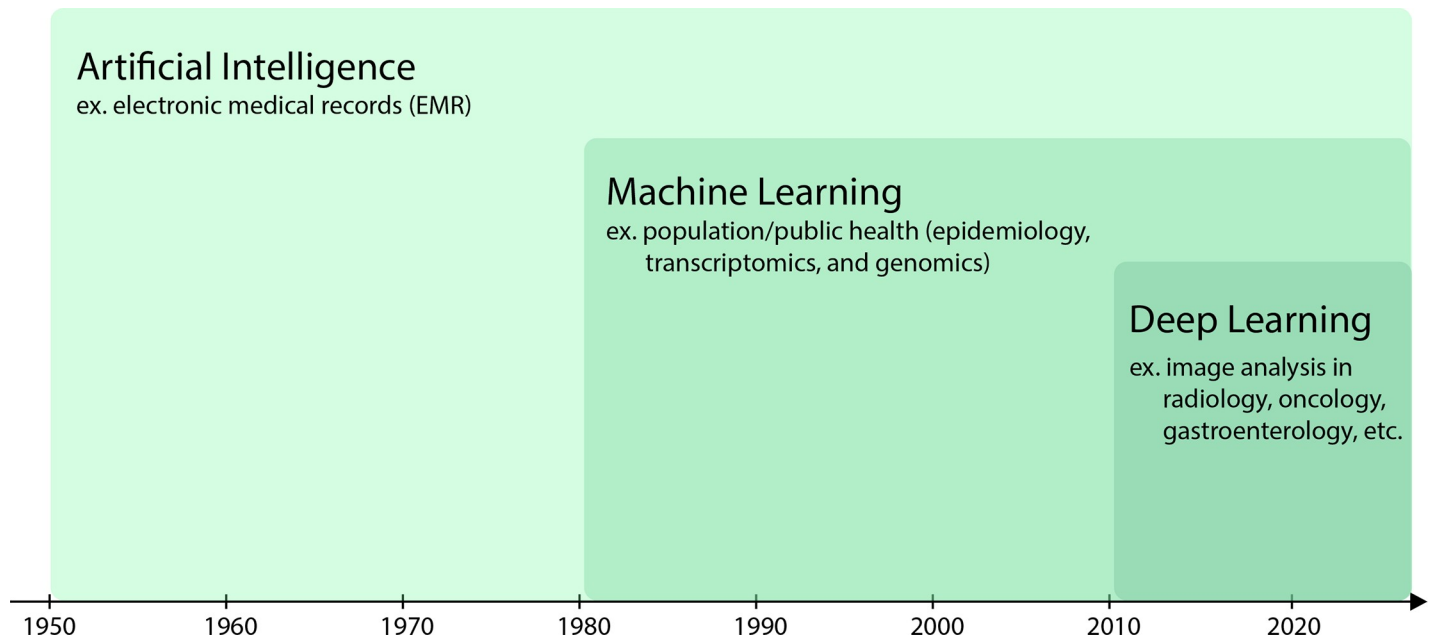 Artificial Intelligence
ex. electronic medical records (EMR)
Machine Learning
ex. population/public health (epidemiology,
transcriptomics, and genomics)
Deep Learning
ex. image analysis in
radiology, oncology,
gastroenterology, etc.
1950 1960 1970 1980 1990 2000 2010 2020